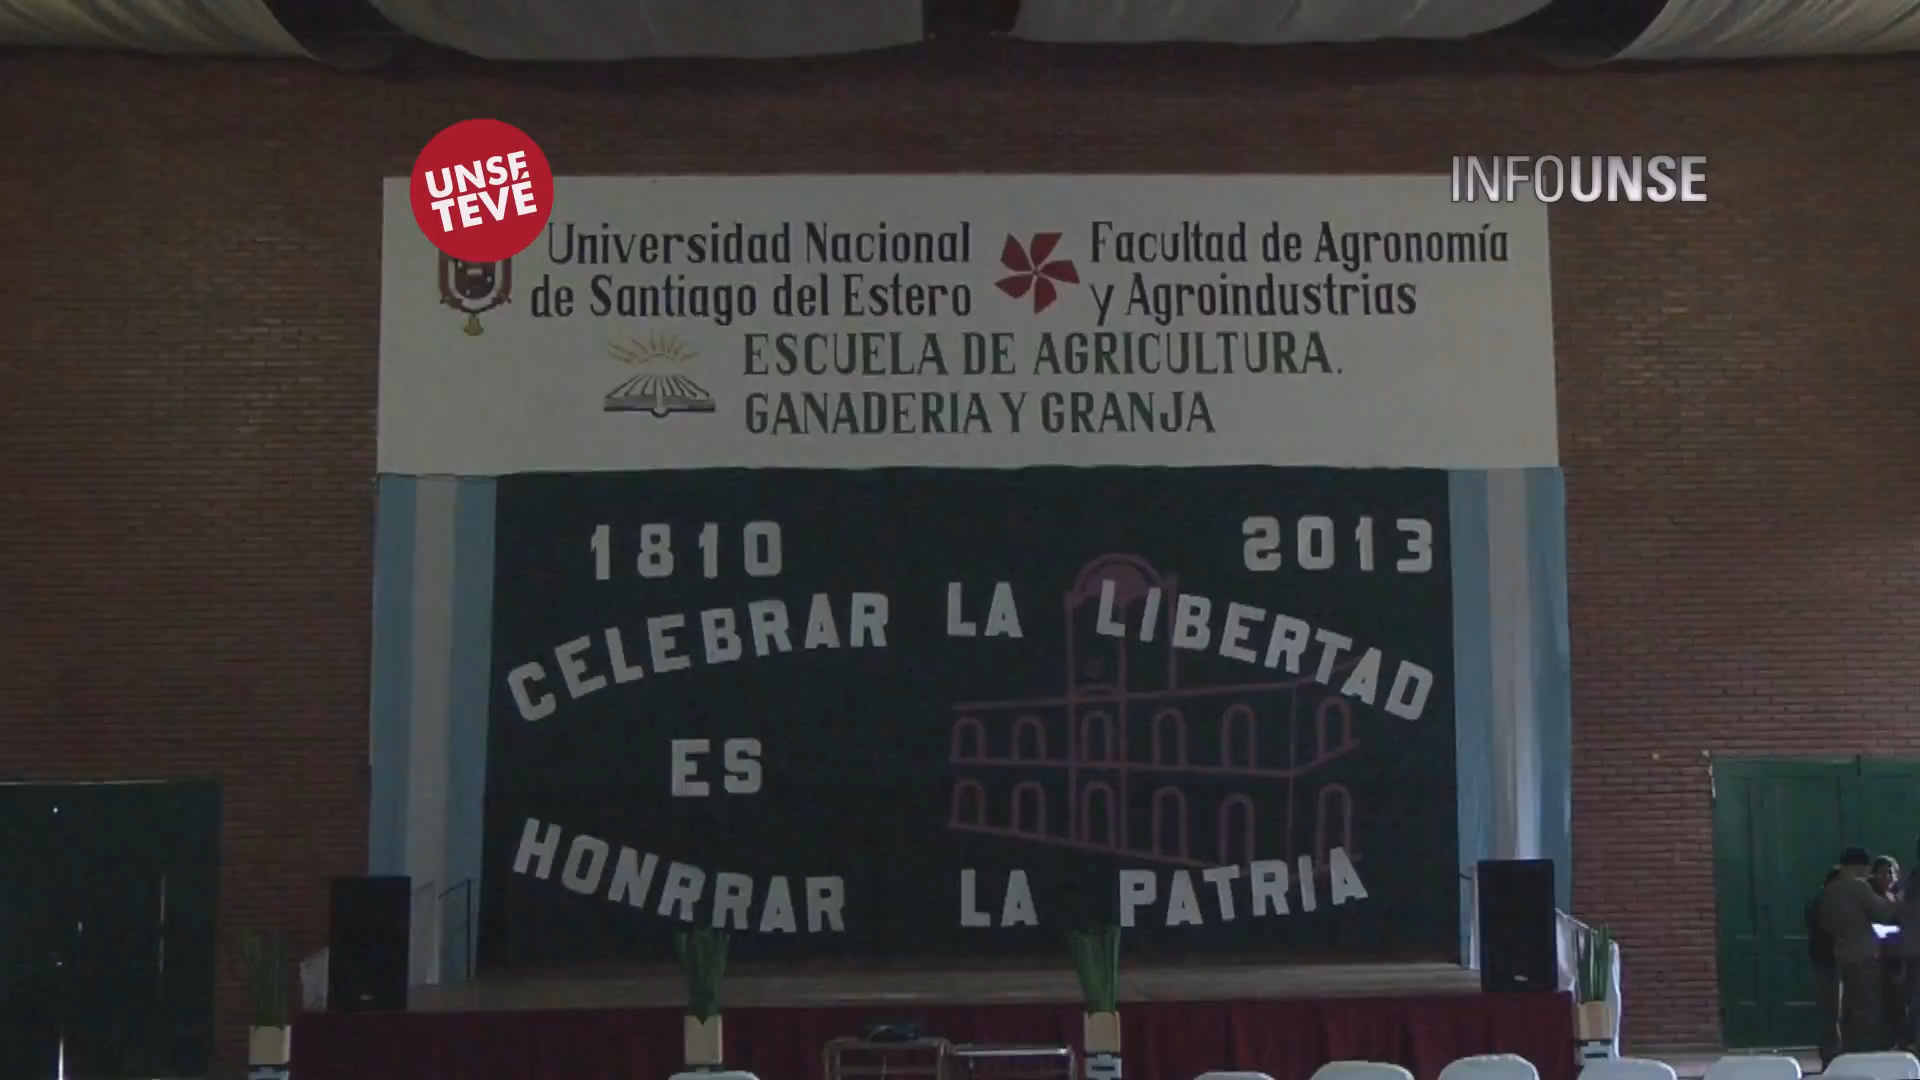 UNSE
TEVÉ
INFOUNSE
Universidad Nacional
de Santiago del Estero
Facultad de Agronomía
y Agroindustrias
ESCUELA DE AGRICULTURA.
GANADERIA Y GRANJA
1810
2013
CELEBRAR LA LIBERTAD
ES
HONRRAR LA PATRIA